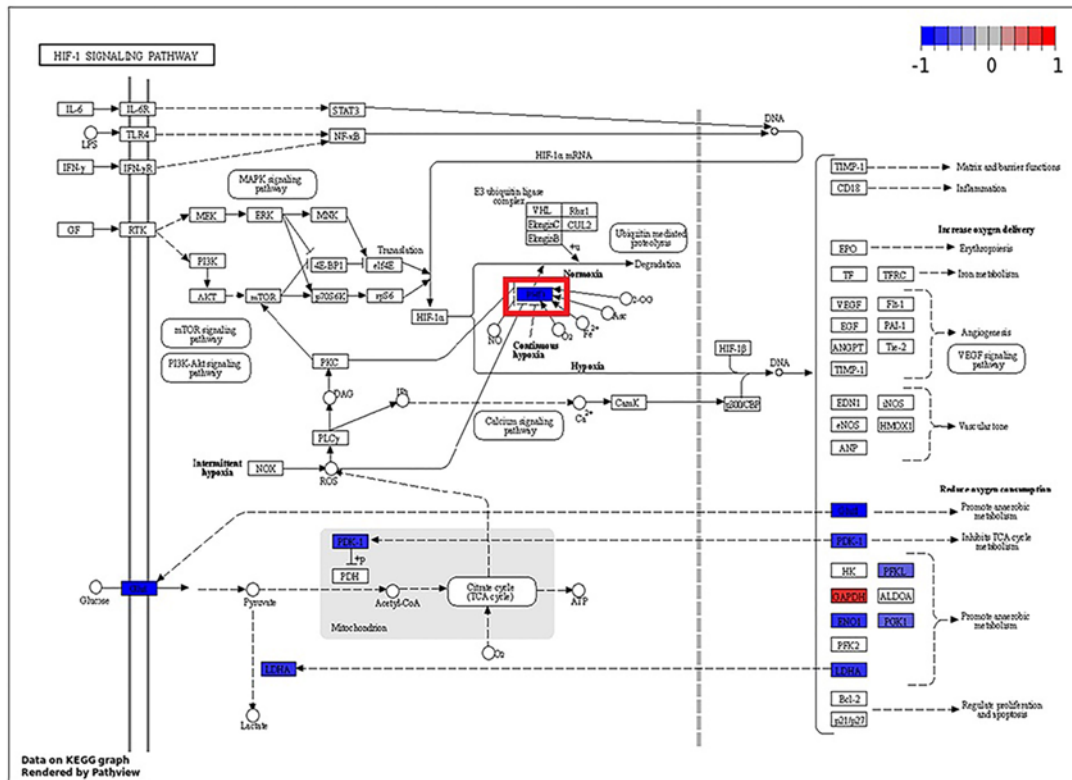 HIF-1 SIGNALING PATHWAY
-1 0 1
IL-6 IL-6R STAT3
LPS TLR4 NF-κB
DNA
IFN-γ IFN-γR
HIF-1α mRNA
MAPK signaling
pathway
E3 ubiquitin ligase
complex
VHL Rbx1
ElonginC CUL2
ElonginB
+u
Ubiquitin mediated
proteolysis
GF RTK MEK ERK MNK
Translation
PI3K 4E-BP1 eIF4E
AKT mTOR p70S6K rpS6
HIF-1α
Degradation
Normoxia
2-OG
Asc
Fe2+
O2
NO
Continuous
hypoxia
Hypoxia
mTOR signaling
pathway
PI3K-Akt signaling
pathway
PKC
DAG
IP3
PLCγ
Calcium signaling
pathway
Ca2+
CamK
HIF-1β
p300/CBP
DNA
Intermittent
hypoxia
NOX
ROS
TIMP-1 Matrix and barrier functions
CD18 Inflammation
Increase oxygen delivery
EPO Erythropoiesis
TF TFRC Iron metabolism
VEGF Flt-1
EGF PAI-1
ANGPT Tie-2
TIMP-1
Angiogenesis
VEGF signaling
pathway
EDN1 iNOS
eNOS HMOX1
ANP
Vascular tone
Reduce oxygen consumption
Promote anaerobic
metabolism
PDK-1 Inhibits TCA cycle
metabolism
HK PFKL
GAPDH ALDOA
ENO1 PGK1
PFK2
LDHA
Promote anaerobic
metabolism
Bcl-2
p21/p27
Regulate proliferation
and apoptosis
PDK-1
+p
PDH
Glucose
Pyruvate
Acetyl-CoA
Citrate cycle
(TCA cycle)
ATP
Mitochondrion
O2
LDHA
Lactate
Data on KEGG graph
Rendered by Pathview